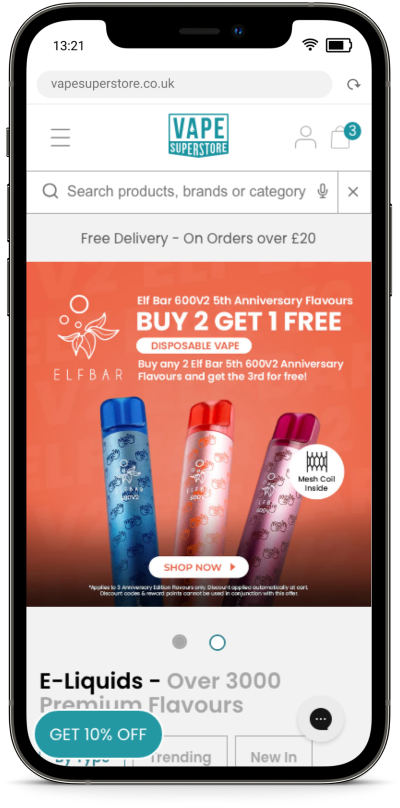 13:21
vapesuperstore.co.uk
VAPE
SUPERSTORE
3
Search products, brands or category
Free Delivery - On Orders over £20
Elf Bar 600V2 5th Anniversary Flavours
BUY 2 GET 1 FREE
DISPOSABLE VAPE
Buy any 2 Elf Bar 5th 600V2 Anniversary
Flavours and get the 3rd for free!
ELFBAR
Mesh Coil
Inside
SHOP NOW
*Applies to 5 Anniversary Edition Flavours only. Discount applied automatically at cart.
Discount codes & reward points cannot be used in conjunction with this offer.
E-Liquids - Over 3000
Premium Flavours
GET 10% OFF
By Type
Trending
New In